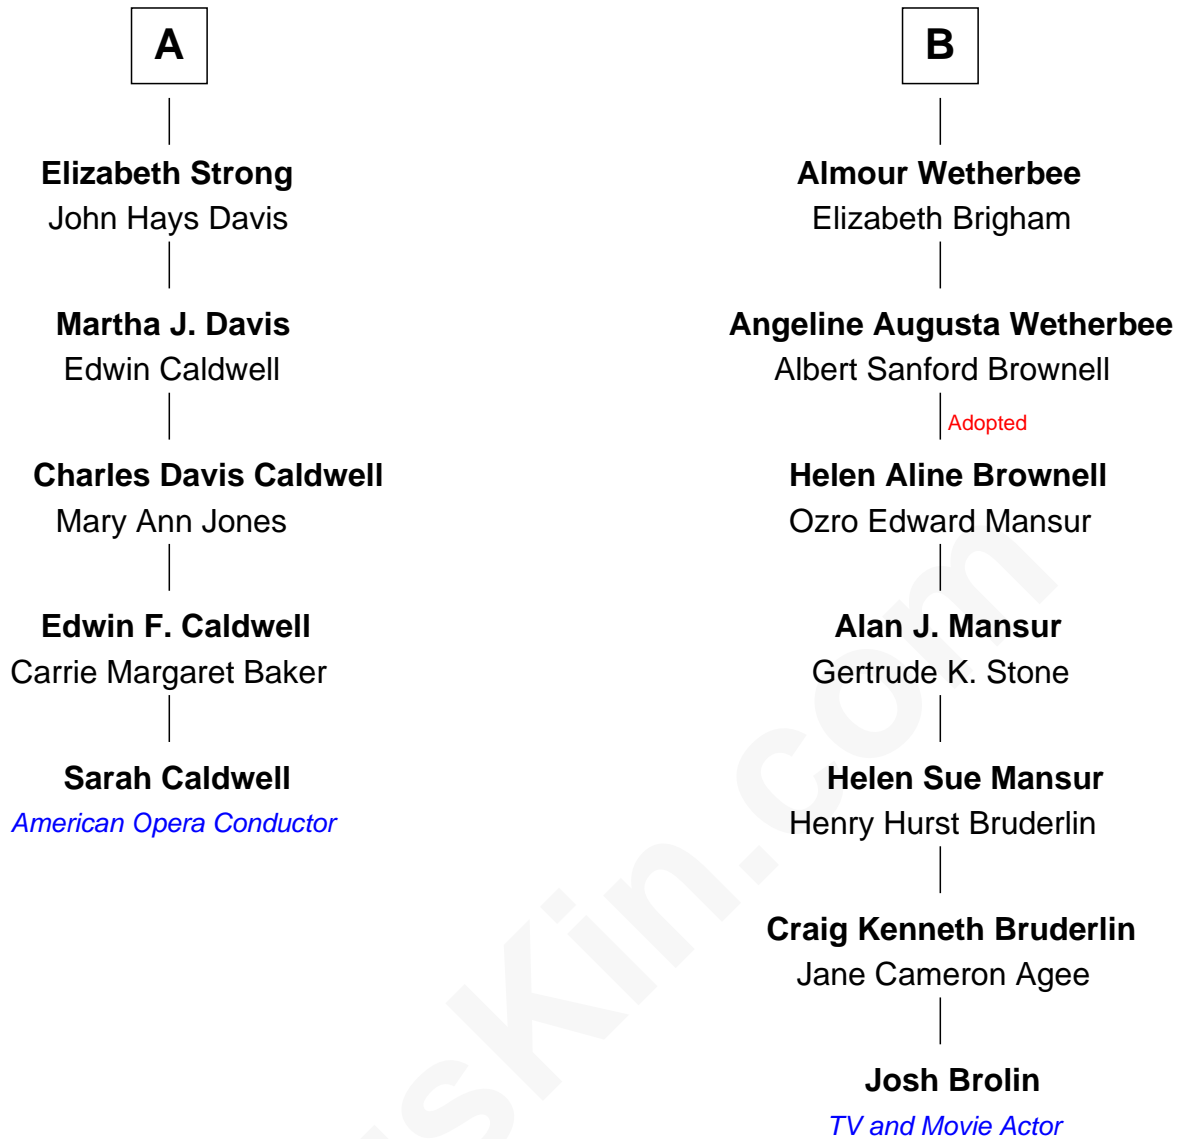 A
Elizabeth Strong
John Hays Davis
Martha J. Davis
Edwin Caldwell
Charles Davis Caldwell
Mary Ann Jones
Edwin F. Caldwell
Carrie Margaret Baker
Sarah Caldwell
American Opera Conductor
B
Almour Wetherbee
Elizabeth Brigham
Angeline Augusta Wetherbee
Albert Sanford Brownell
Adopted
Helen Aline Brownell
Ozro Edward Mansur
Alan J. Mansur
Gertrude K. Stone
Helen Sue Mansur
Henry Hurst Bruderlin
Craig Kenneth Bruderlin
Jane Cameron Agee
Josh Brolin
TV and Movie Actor
usKin.com